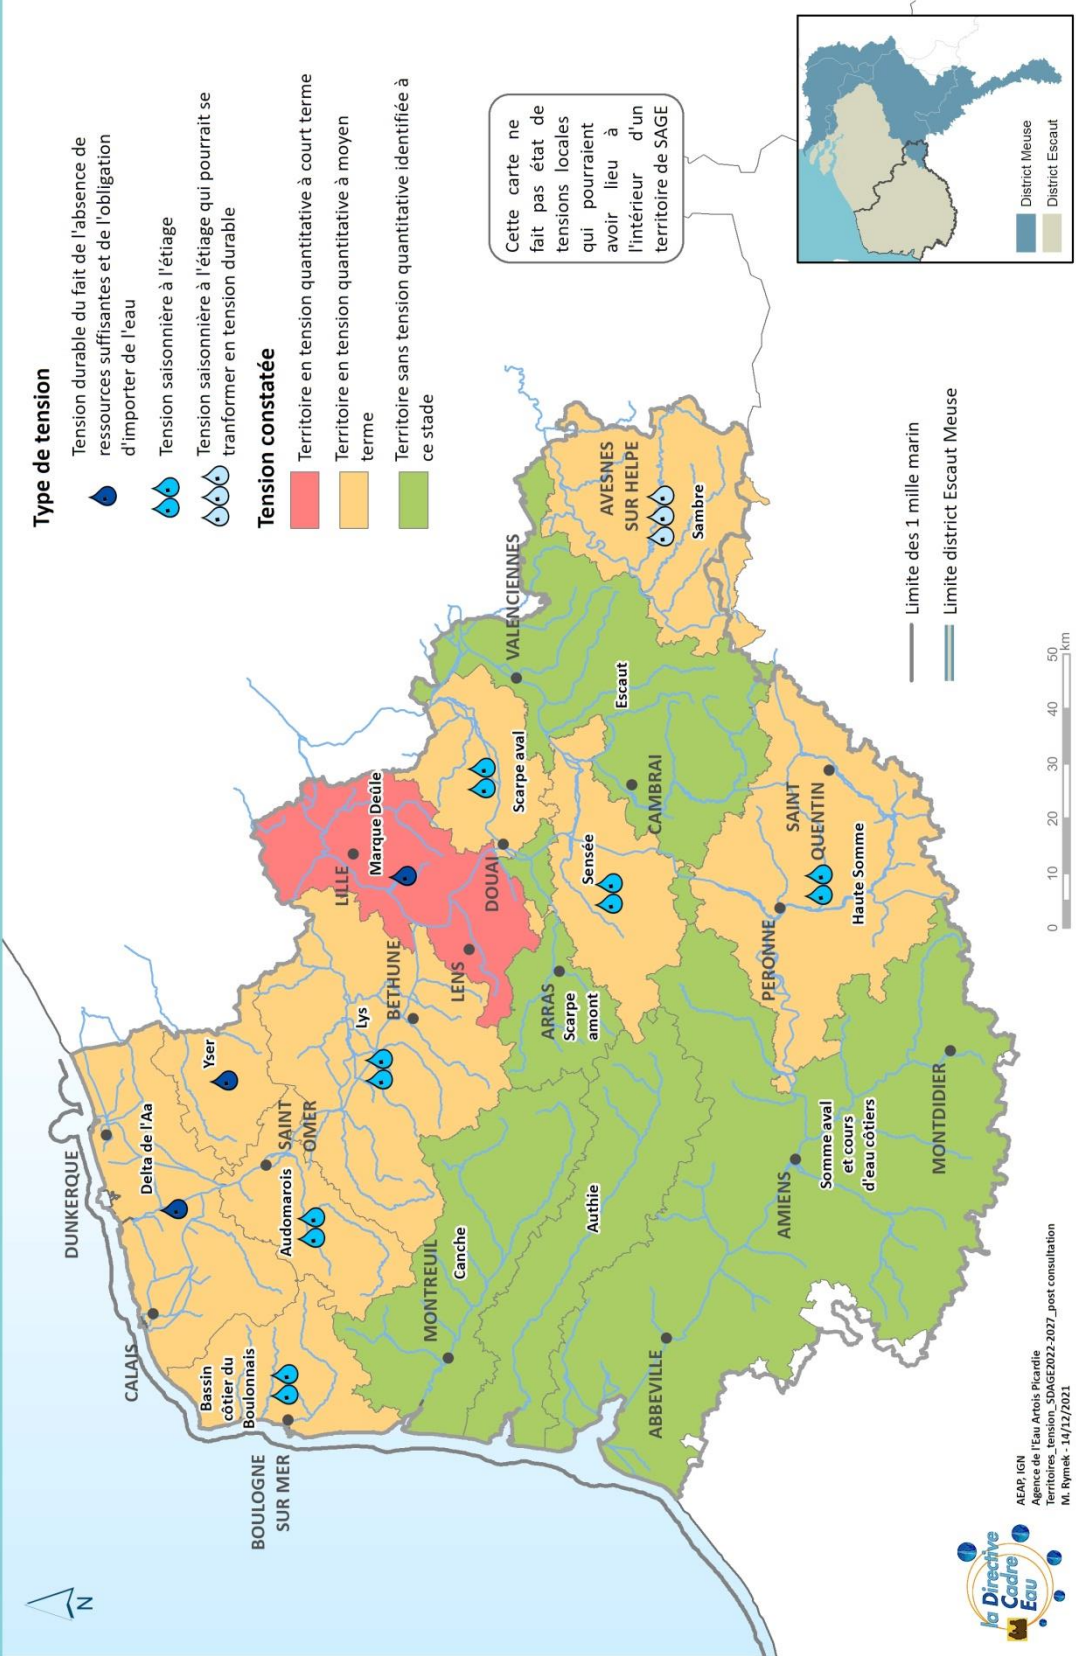 Type de tension
Tension durable du fait de l'absence de
ressources suffisantes et de l'obligation
d'importer de l'eau
Tension saisonnière à l'étiage
Tension saisonnière à l'étiage qui pourrait se
tranformer en tension durable
Tension constatée
Territoire en tension quantitative à court terme
Territoire en tension quantitative à moyen
terme
Territoire sans tension quantitative identifiée à
ce stade
Cette carte ne
fait pas état de
tensions locales
qui pourraient
avoir lieu à
l'intérieur d'un
territoire de SAGE
N
DUNKERQUE
CALAIS
Delta de l'Aa
Yser
BOULOGNE
SUR MER
Bassin
côtier du
Boulonnais
Audomarois
SAINT
OMER
Lys
BETHUNE
LILLE
Marque Deûle
LENS
DOUAI
Scarpe aval
VALENCIENNES
AVESNES
SUR HELPE
Sambre
MONTREUIL
Canche
ARRAS
Scarpe
amont
Sensée
Escaut
CAMBRAI
Authie
ABBEVILLE
AMIENS
Somme aval
et cours
d'eau côtiers
PERONNE
SAINT
QUENTIN
Haute Somme
MONTDIDIER
Limite des 1 mille marin
Limite district Escaut Meuse
0 10 20 30 40 50
km
District Meuse
District Escaut
la Directive
Cadre
Eau
AEAP, IGN
Agence de l'Eau Artois Picardie
Territoires_tension_SDAGE2022-2027_post consultation
M. Rymek - 14/12/2021